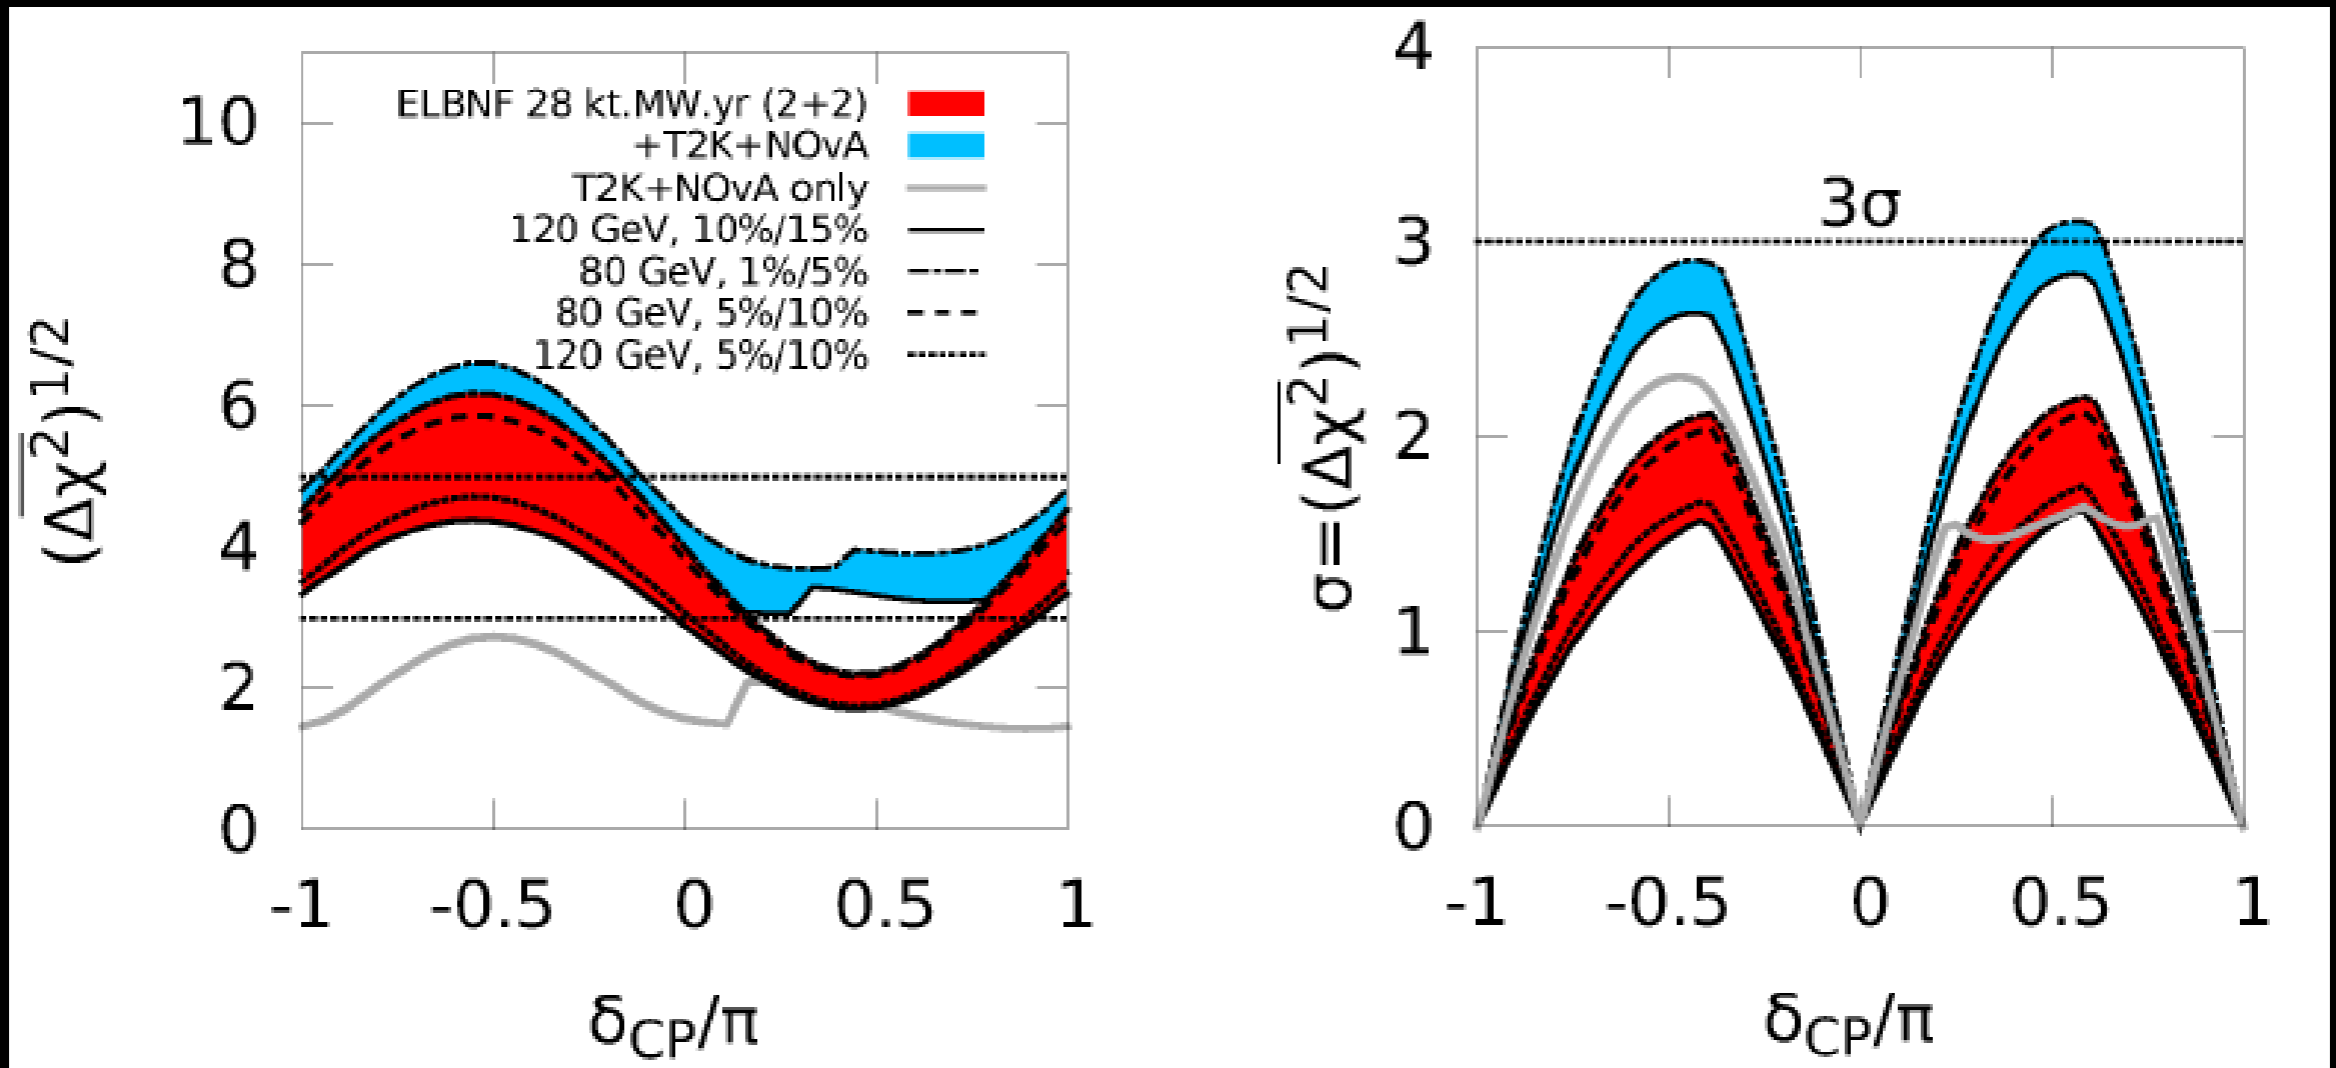 ELBNF 28 kt.MW.yr (2+2)
+T2K+NOvA
T2K+NOvA only
120 GeV, 10%/15%
80 GeV, 1%/5%
80 GeV, 5%/10%
120 GeV, 5%/10%
10
8
6
4
2
0
-1 -0.5 0 0.5 1
(Δχ²)^1/2
δCP/π
3σ
4
3
2
1
0
-1 -0.5 0 0.5 1
σ=(Δχ²)^1/2
δCP/π